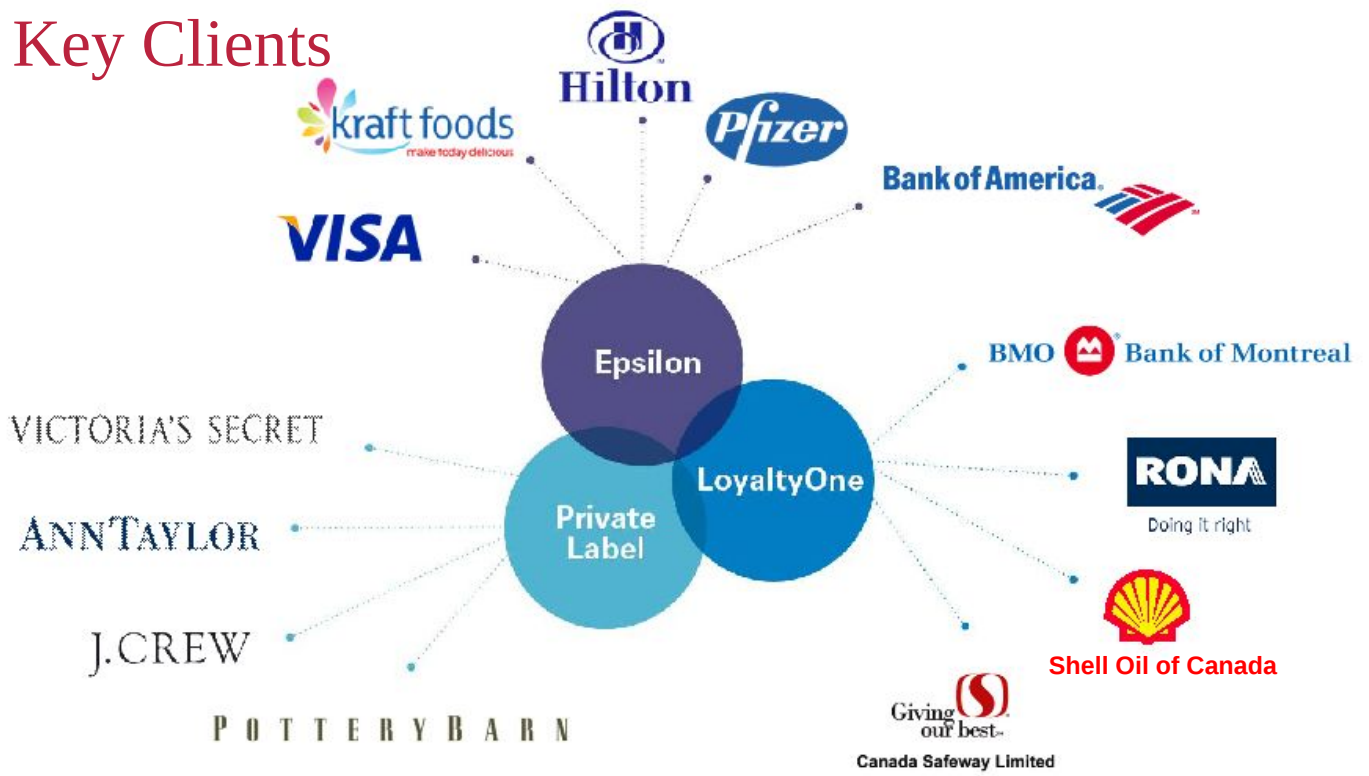 Key Clients
Hilton
kraft foods
make today delicious
Pfizer
Bank of America
VISA
Epsilon
BMO Bank of Montreal
VICTORIA'S SECRET
RONA
Doing it right
LoyaltyOne
Private
Label
ANNTAYLOR
J.CREW
Shell Oil of Canada
POTTERY BARN
Giving
our best
Canada Safeway Limited